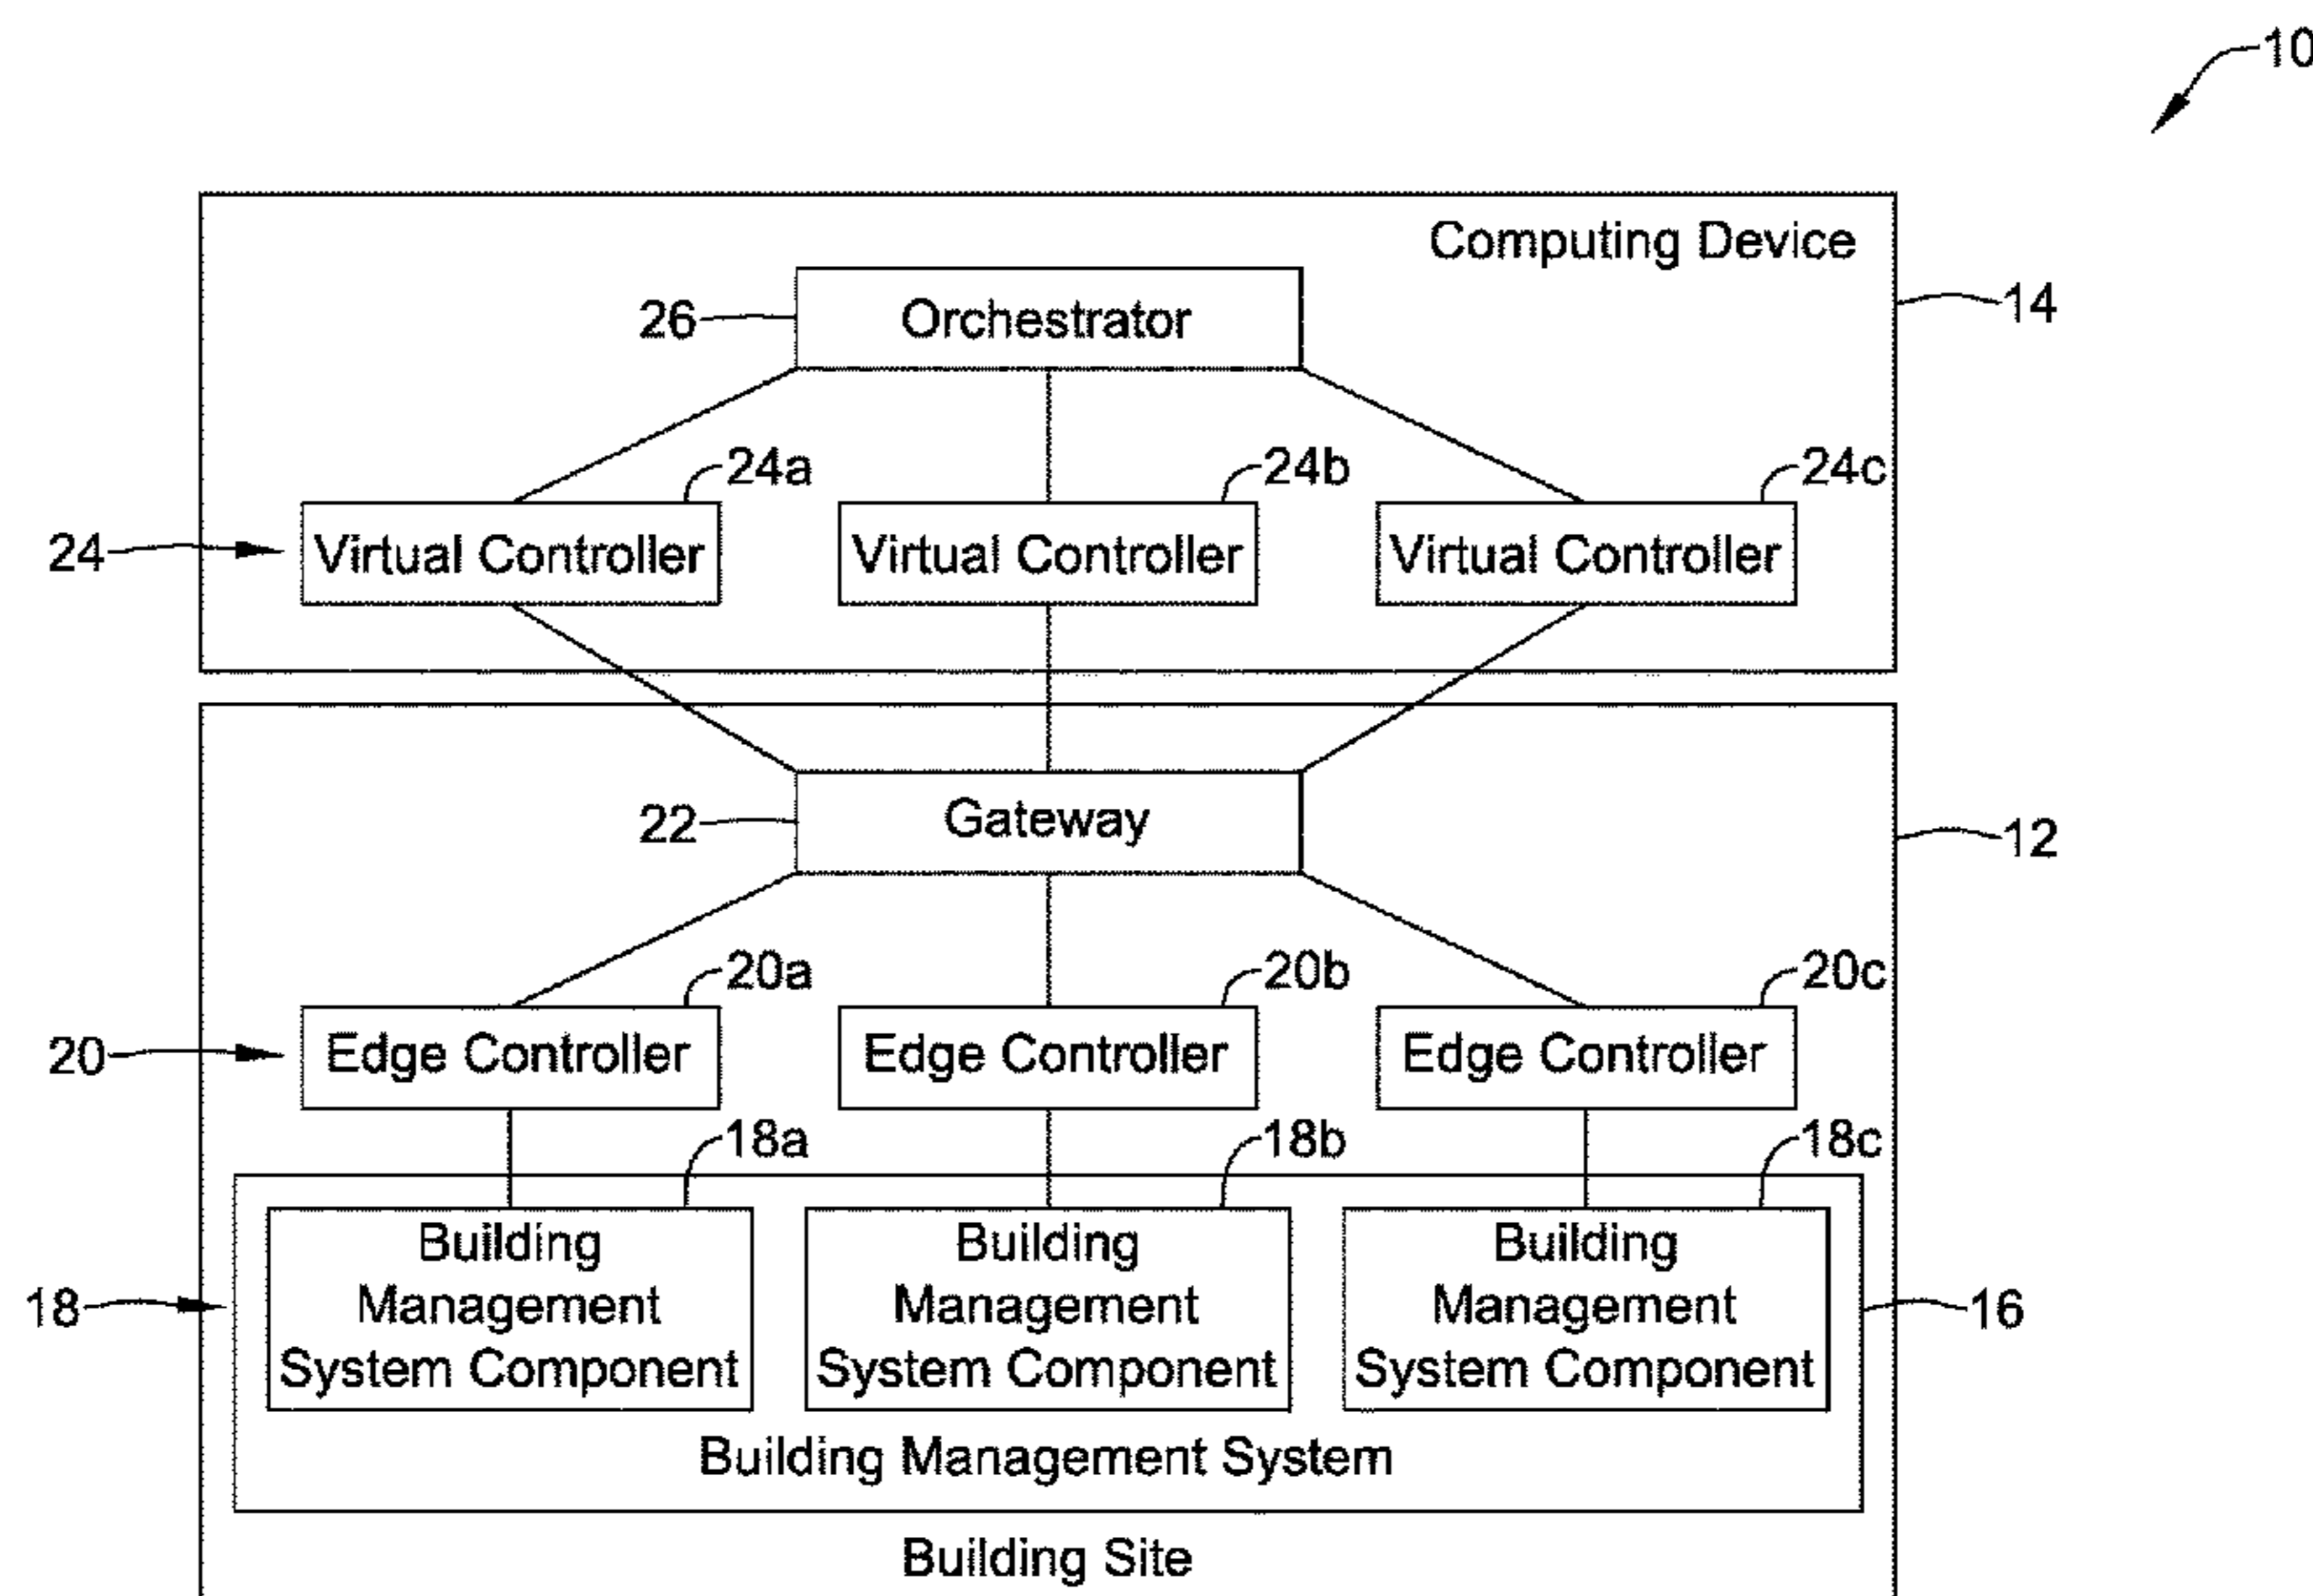 10
Computing Device
14
26
Orchestrator
24a
24b
24c
24
Virtual Controller
Virtual Controller
Virtual Controller
22
Gateway
12
20a
20b
20c
20
Edge Controller
Edge Controller
Edge Controller
18a
18b
18c
18
Building
Management
System Component
Building
Management
System Component
Building
Management
System Component
16
Building Management System
Building Site